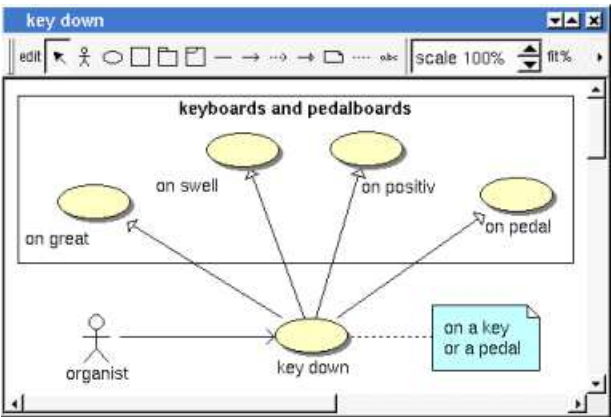 key down
edit
abc
scale 100%
fit%
keyboards and pedalboards
on swell
on positiv
on great
on pedal
on a key
or a pedal
organist
key down